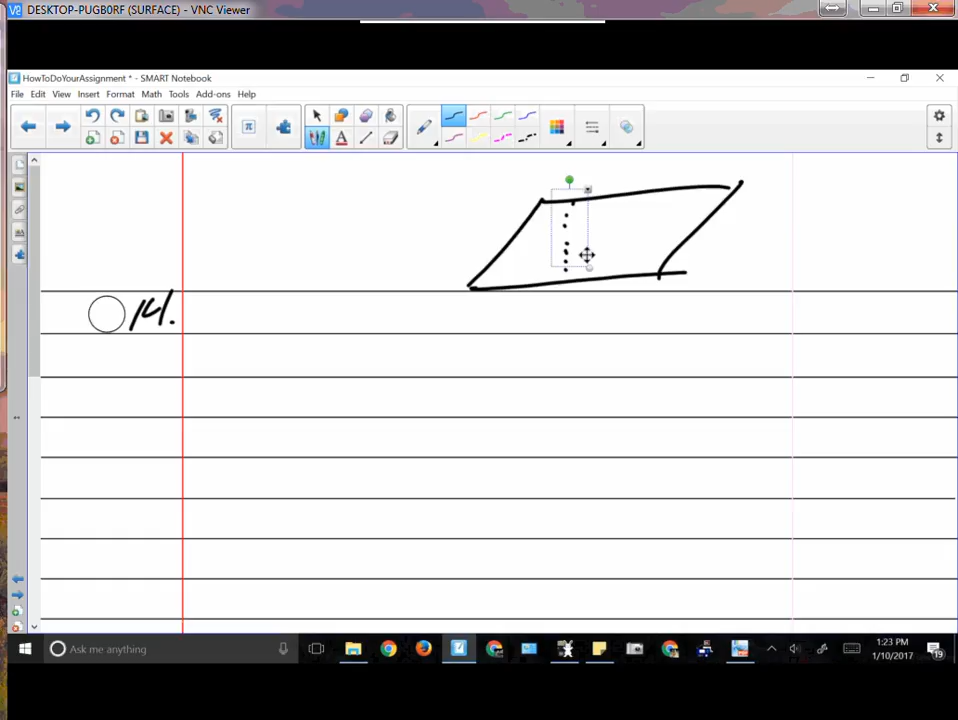 DESKTOP-PUGB0RF (SURFACE) - VNC Viewer
HowToDoYourAssignment * - SMART Notebook
File Edit View Insert Format Math Tools Add-ons Help
14.
Ask me anything
1:23 PM
1/10/2017
19